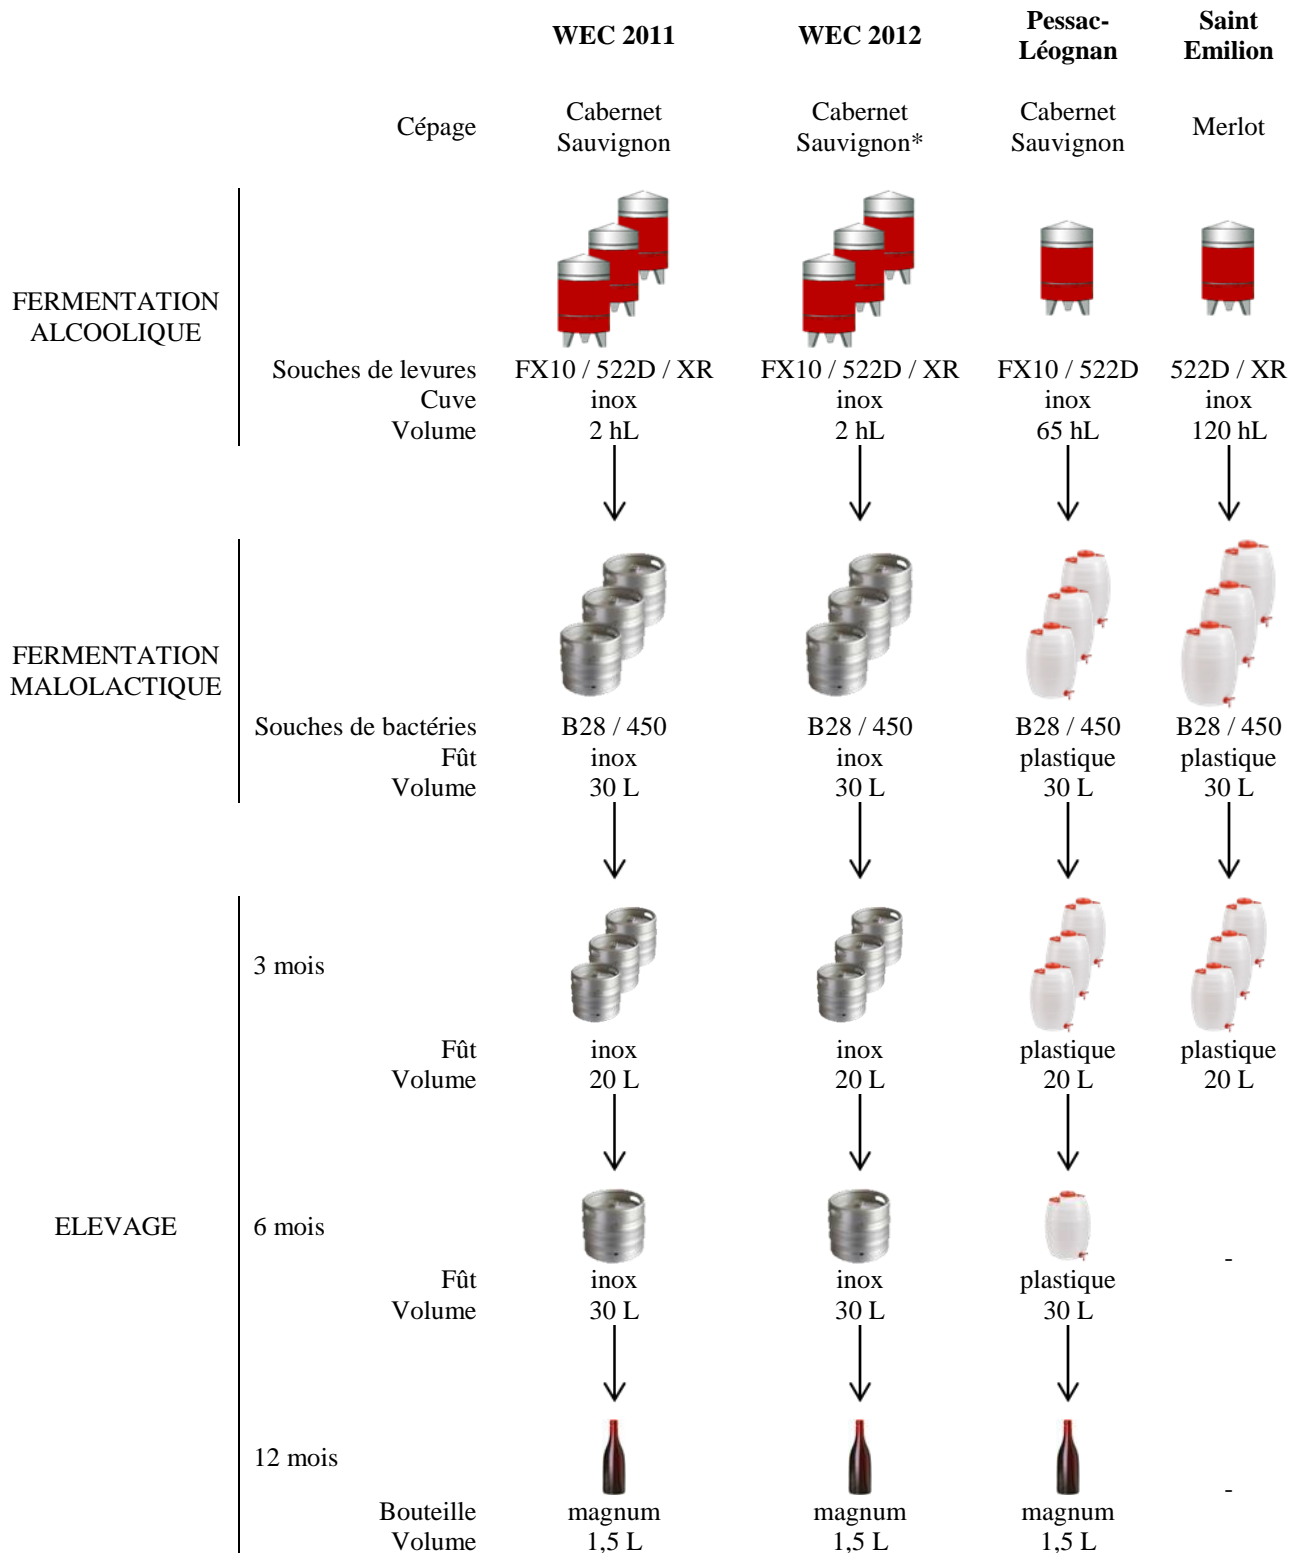 WEC 2011 WEC 2012 Pessac- Saint
Léognan Emilion
Cépage Cabernet Cabernet Cabernet Merlot
Sauvignon Sauvignon* Sauvignon
FERMENTATION
ALCOOLIQUE
Souches de levures FX10 / 522D / XR FX10 / 522D / XR FX10 / 522D 522D / XR
Cuve inox inox inox inox
Volume 2 hL 2 hL 65 hL 120 hL
FERMENTATION
MALOLACTIQUE
Souches de bactéries B28 / 450 B28 / 450 B28 / 450 B28 / 450
Fût inox inox plastique plastique
Volume 30 L 30 L 30 L 30 L
3 mois
Fût inox inox plastique plastique
Volume 20 L 20 L 20 L 20 L
ELEVAGE 6 mois -
Fût inox inox plastique
Volume 30 L 30 L 30 L
12 mois -
Bouteille magnum magnum magnum
Volume 1,5 L 1,5 L 1,5 L